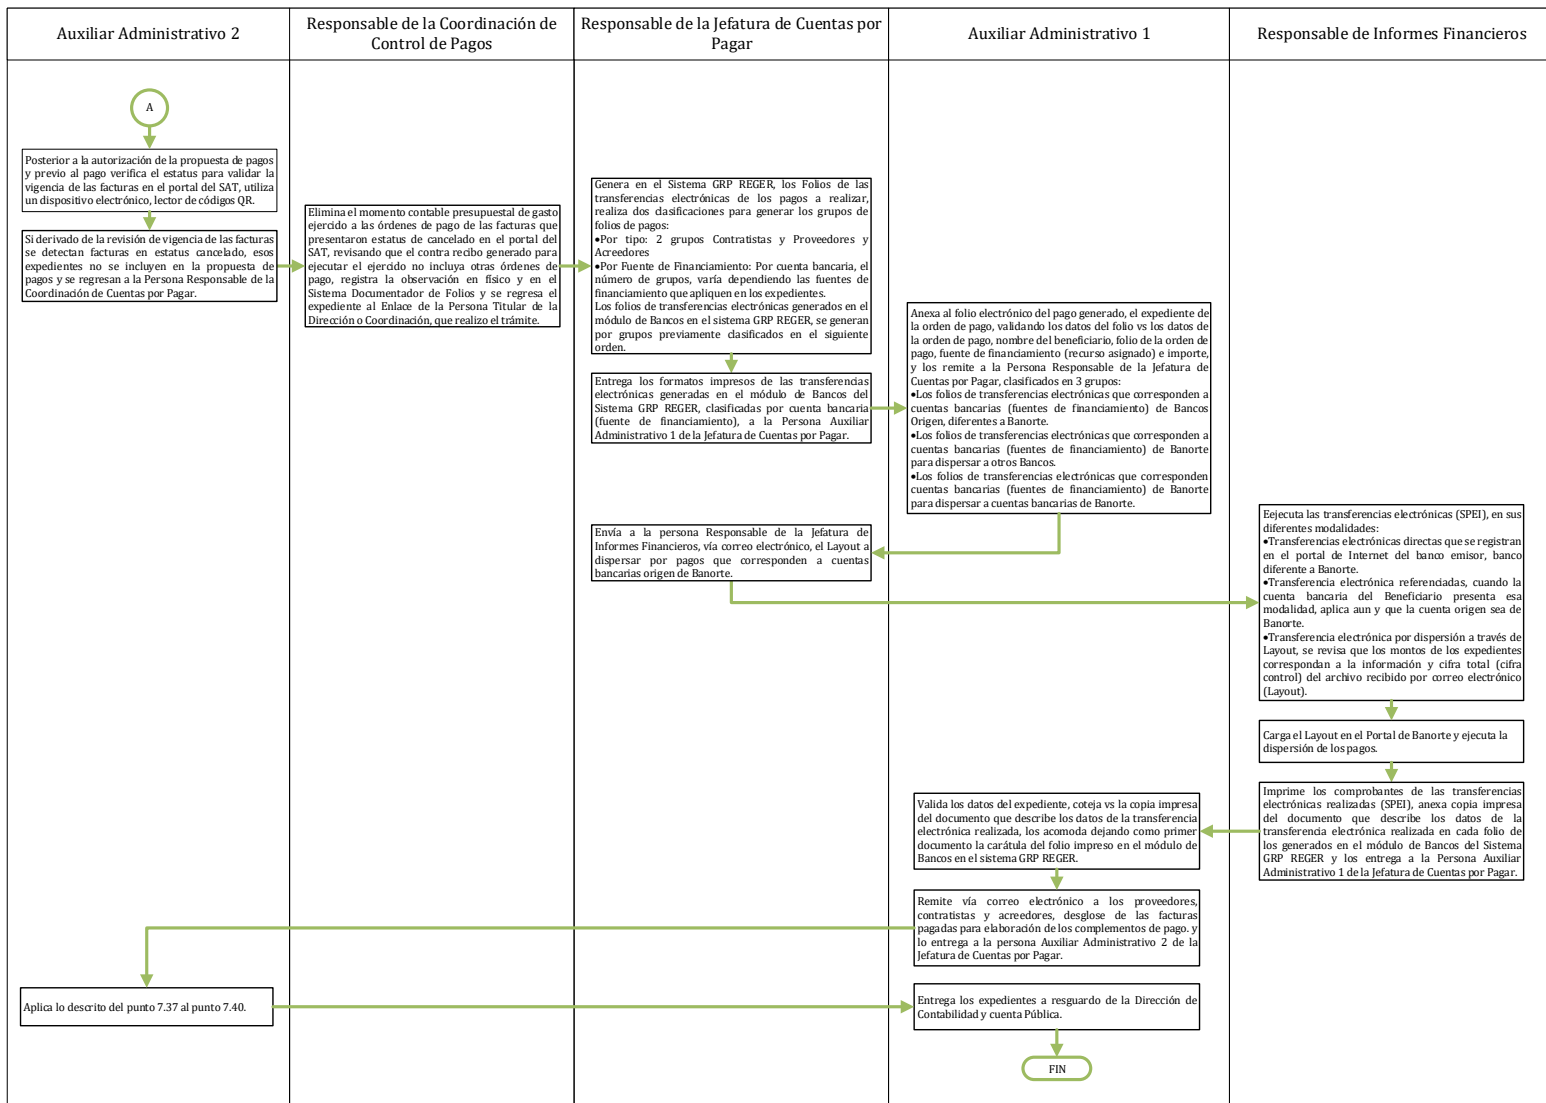 Auxiliar Administrativo 2
Responsable de la Coordinación de
Control de Pagos
Responsable de la Jefatura de Cuentas por
Pagar
Auxiliar Administrativo 1
Responsable de Informes Financieros
A
Posterior a la autorización de la propuesta de pagos
y previo al pago verifica el estatus para validar la
vigencia de las facturas en el portal del SAT, utiliza
un dispositivo electrónico, lector de códigos QR.
Si derivado de la revisión de vigencia de las facturas
se detectan facturas en estatus cancelado, esos
expedientes no se incluyen en la propuesta de
pagos y se regresan a la Persona Responsable de la
Coordinación de Cuentas por Pagar.
Elimina el momento contable presupuestal de gasto
ejercido a las órdenes de pago de las facturas que
presentaron estatus de cancelado en el portal del
SAT, revisando que el contra recibo generado para
ejecutar el ejercido no incluya otras órdenes de
pago, registra la observación en físico y en el
Sistema Documentador de Folios y se regresa el
expediente al Enlace de la Persona Titular de la
Dirección o Coordinación, que realizo el trámite.
Genera en el Sistema GRP REGER, los Folios de las
transferencias electrónicas de los pagos a realizar,
realiza dos clasificaciones para generar los grupos de
folios de pagos:
•Por tipo: 2 grupos Contratistas y Proveedores y
Acreedores
•Por Fuente de Financiamiento: Por cuenta bancaria, el
número de grupos, varía dependiendo las fuentes de
financiamiento que apliquen en los expedientes.
Los folios de transferencias electrónicas generados en el
módulo de Bancos en el sistema GRP REGER, se generan
por grupos previamente clasificados en el siguiente
orden.
Entrega los formatos impresos de las transferencias
electrónicas generadas en el módulo de Bancos del
Sistema GRP REGER, clasificadas por cuenta bancaria
(fuente de financiamiento), a la Persona Auxiliar
Administrativo 1 de la Jefatura de Cuentas por Pagar.
Anexa al folio electrónico del pago generado, el expediente de
la orden de pago, validando los datos del folio vs los datos de
la orden de pago, nombre del beneficiario, folio de la orden de
pago, fuente de financiamiento (recurso asignado) e importe,
y los remite a la Persona Responsable de la Jefatura de
Cuentas por Pagar, clasificados en 3 grupos:
•Los folios de transferencias electrónicas que corresponden a
cuentas bancarias (fuentes de financiamiento) de Bancos
Origen, diferentes a Banorte.
•Los folios de transferencias electrónicas que corresponden a
cuentas bancarias (fuentes de financiamiento) de Banorte
para dispersar a otros Bancos.
•Los folios de transferencias electrónicas que corresponden
cuentas bancarias (fuentes de financiamiento) de Banorte
para dispersar a cuentas bancarias de Banorte.
Envía a la persona Responsable de la Jefatura de
Informes Financieros, vía correo electrónico, el Layout a
dispersar por pagos que corresponden a cuentas
bancarias origen de Banorte.
Eejecuta las transferencias electrónicas (SPEI), en sus
diferentes modalidades:
•Transferencias electrónicas directas que se registran
en el portal de Internet del banco emisor, banco
diferente a Banorte.
•Transferencia electrónica referenciadas, cuando la
cuenta bancaria del Beneficiario presenta esa
modalidad, aplica aun y que la cuenta origen sea de
Banorte.
•Transferencia electrónica por dispersión a través de
Layout, se revisa que los montos de los expedientes
correspondan a la información y cifra total (cifra
control) del archivo recibido por correo electrónico
(Layout).
Carga el Layout en el Portal de Banorte y ejecuta la
dispersión de los pagos.
Imprime los comprobantes de las transferencias
electrónicas realizadas (SPEI), anexa copia impresa
del documento que describe los datos de la
transferencia electrónica realizada en cada folio de
los generados en el módulo de Bancos del Sistema
GRP REGER y los entrega a la Persona Auxiliar
Administrativo 1 de la Jefatura de Cuentas por Pagar.
Valida los datos del expediente, coteja vs la copia impresa
del documento que describe los datos de la transferencia
electrónica realizada, los acomoda dejando como primer
documento la carátula del folio impreso en el módulo de
Bancos en el sistema GRP REGER.
Remite vía correo electrónico a los proveedores,
contratistas y acreedores, desglose de las facturas
pagadas para elaboración de los complementos de pago. y
lo entrega a la persona Auxiliar Administrativo 2 de la
Jefatura de Cuentas por Pagar.
Aplica lo descrito del punto 7.37 al punto 7.40.
Entrega los expedientes a resguardo de la Dirección de
Contabilidad y cuenta Pública.
FIN